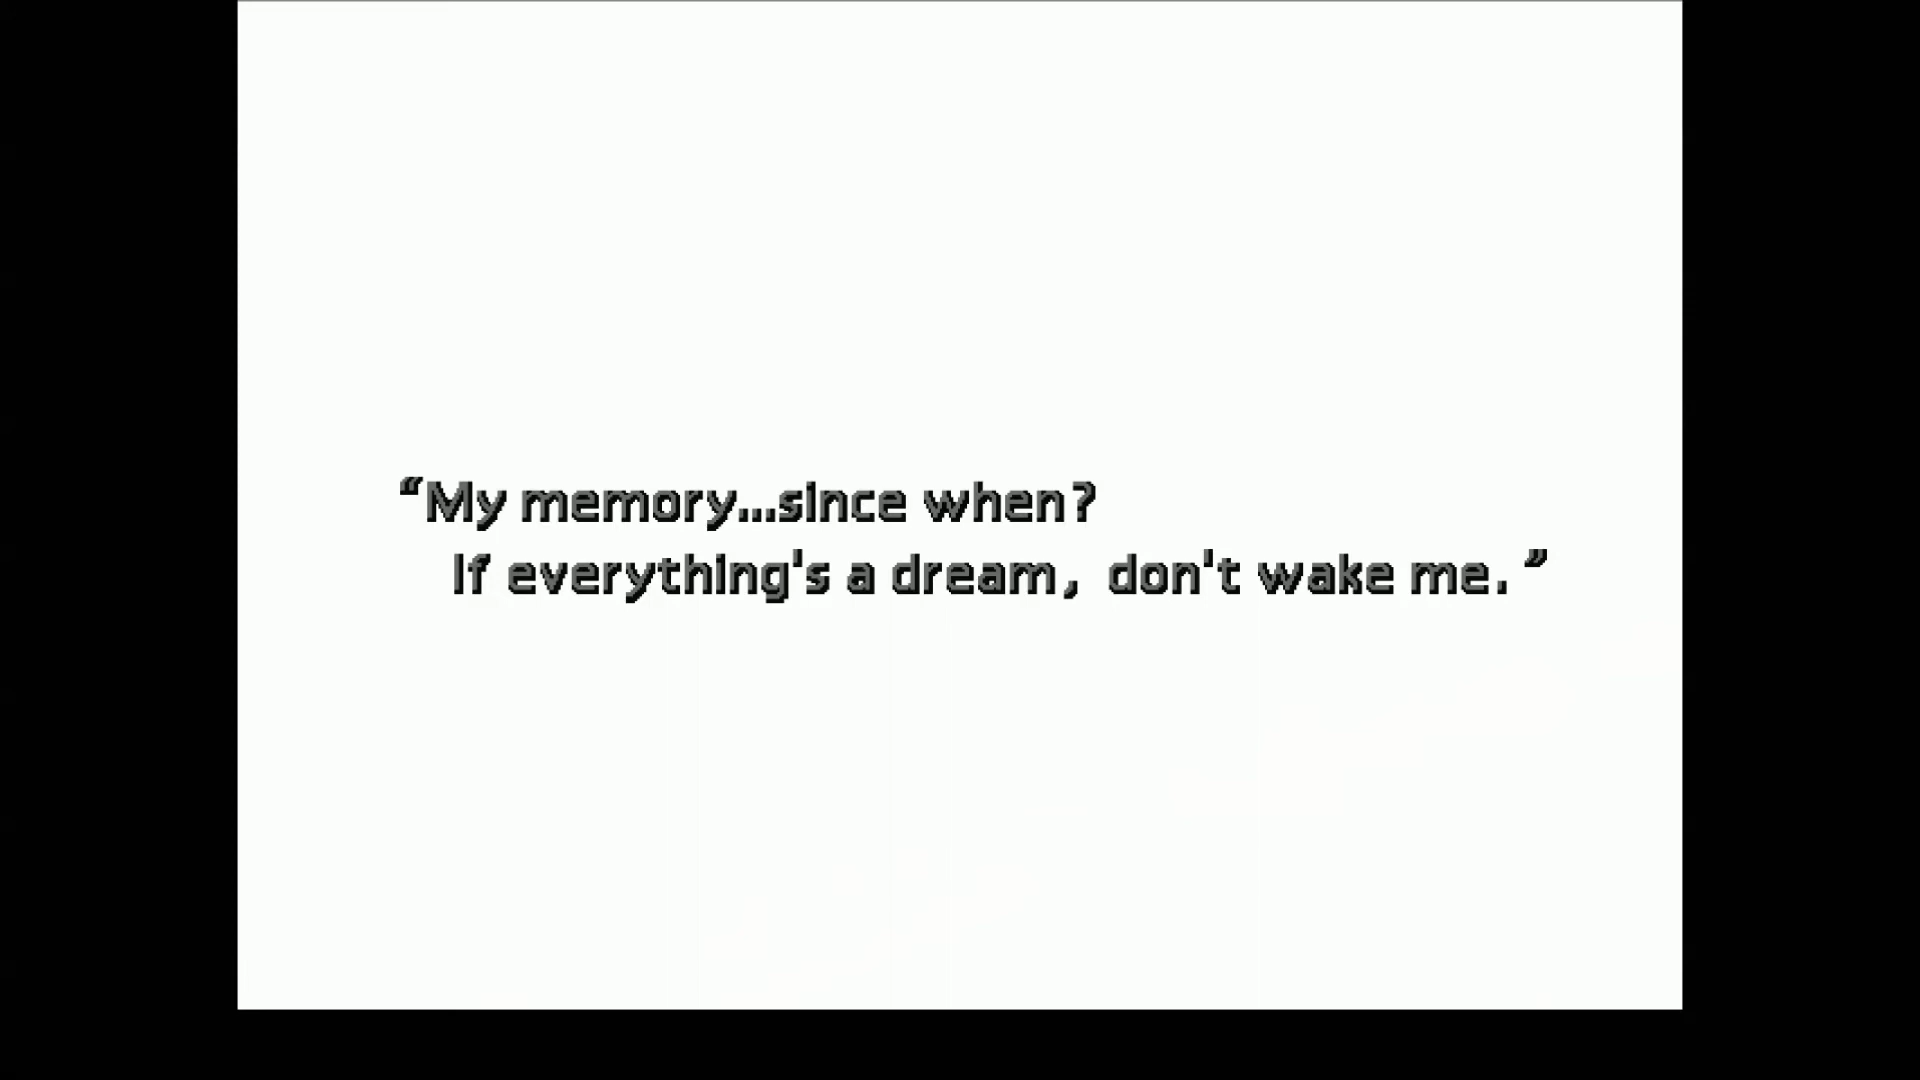 “My memory...since when?
If everything's a dream, don't wake me.”